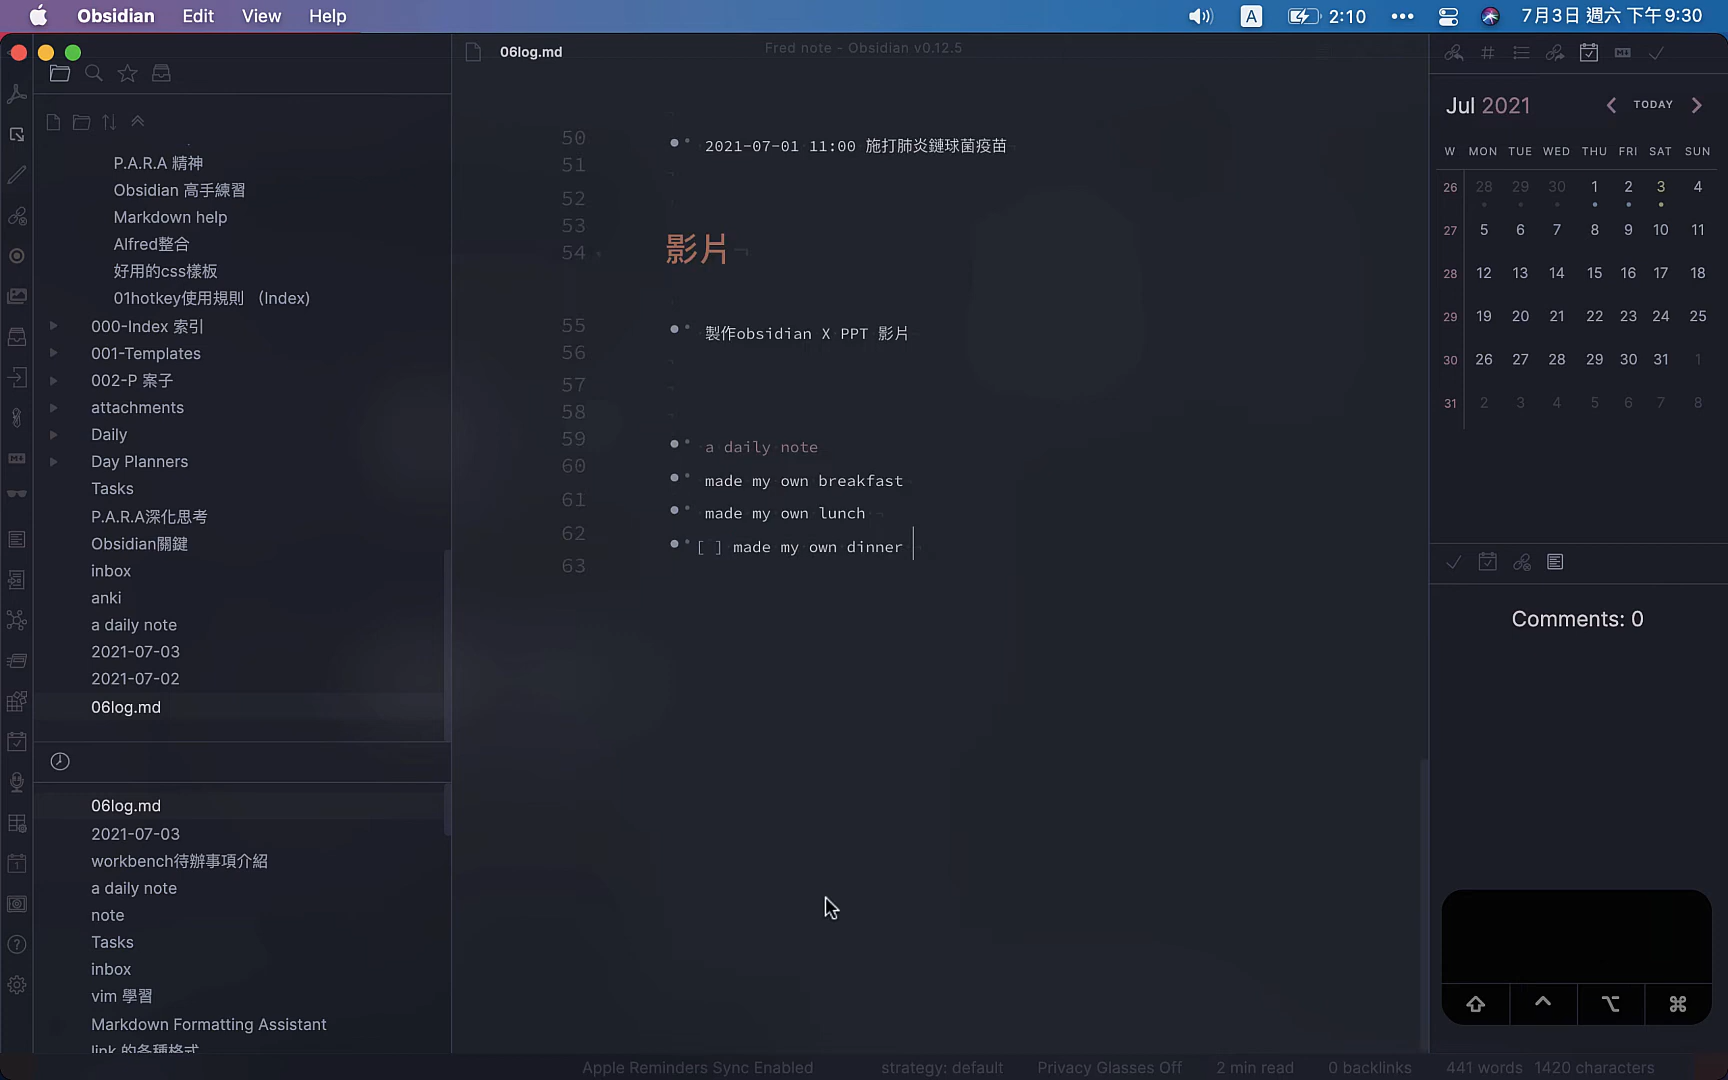 Obsidian Edit View Help
A 2:10 ••• 7月3日 週六 下午9:30
06log.md
Fred note - Obsidian v0.12.5
P.A.R.A 精神
Obsidian 高手練習
Markdown help
Alfred整合
好用的css樣板
01hotkey使用規則 （Index）
000-Index 索引
001-Templates
002-P 案子
attachments
Daily
Day Planners
Tasks
P.A.R.A深化思考
Obsidian關鍵
inbox
anki
a daily note
2021-07-03
2021-07-02
06log.md
06log.md
2021-07-03
workbench待辦事項介紹
a daily note
note
Tasks
inbox
vim 學習
Markdown Formatting Assistant
link 的各種格式
50
51
52
53
54
55
56
57
58
59
60
61
62
63
2021-07-01 11:00 施打肺炎鏈球菌疫苗
影片
製作obsidian X PPT 影片
a daily note
made my own breakfast
made my own lunch
[ ] made my own dinner
Jul 2021 TODAY
W MON TUE WED THU FRI SAT SUN
26 28 29 30 1 2 3 4
27 5 6 7 8 9 10 11
28 12 13 14 15 16 17 18
29 19 20 21 22 23 24 25
30 26 27 28 29 30 31 1
31 2 3 4 5 6 7 8
Comments: 0
Apple Reminders Sync Enabled strategy: default Privacy Glasses Off 2 min read 0 backlinks 441 words 1420 characters